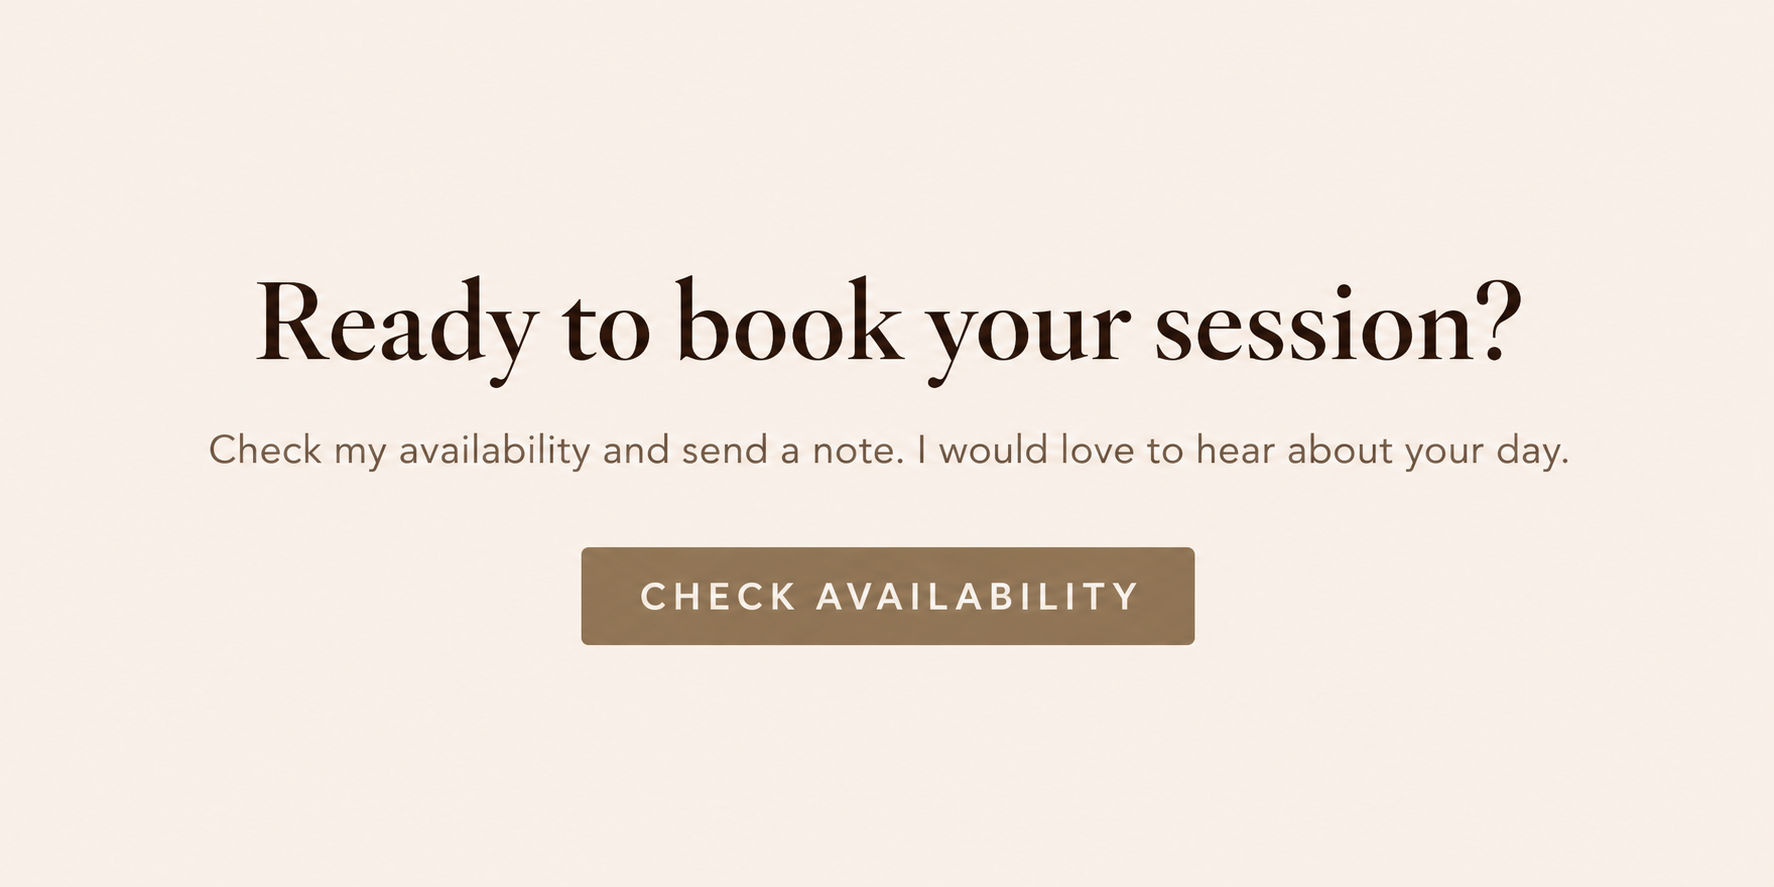 Ready to book your session?
Check my availability and send a note. I would love to hear about your day.
CHECK AVAILABILITY